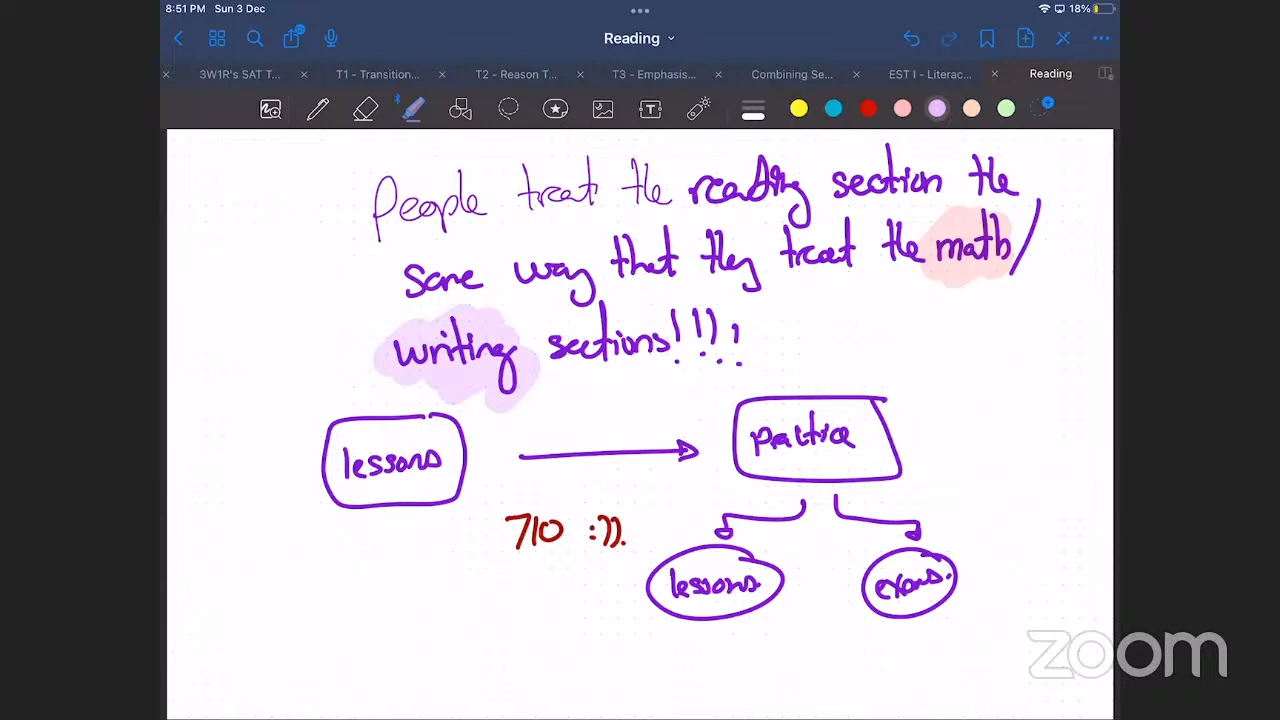 8:51 PM Sun 3 Dec
18%
Reading
3W1R's SAT T...
T1 - Transition...
T2 - Reason T...
T3 - Emphasis...
Combining Se...
EST I - Literac...
Reading
People treat the reading section the
same way that they treat the math/
writing sections!!!!
lessons
practice
710 :)).
lessons
exams.
zoom